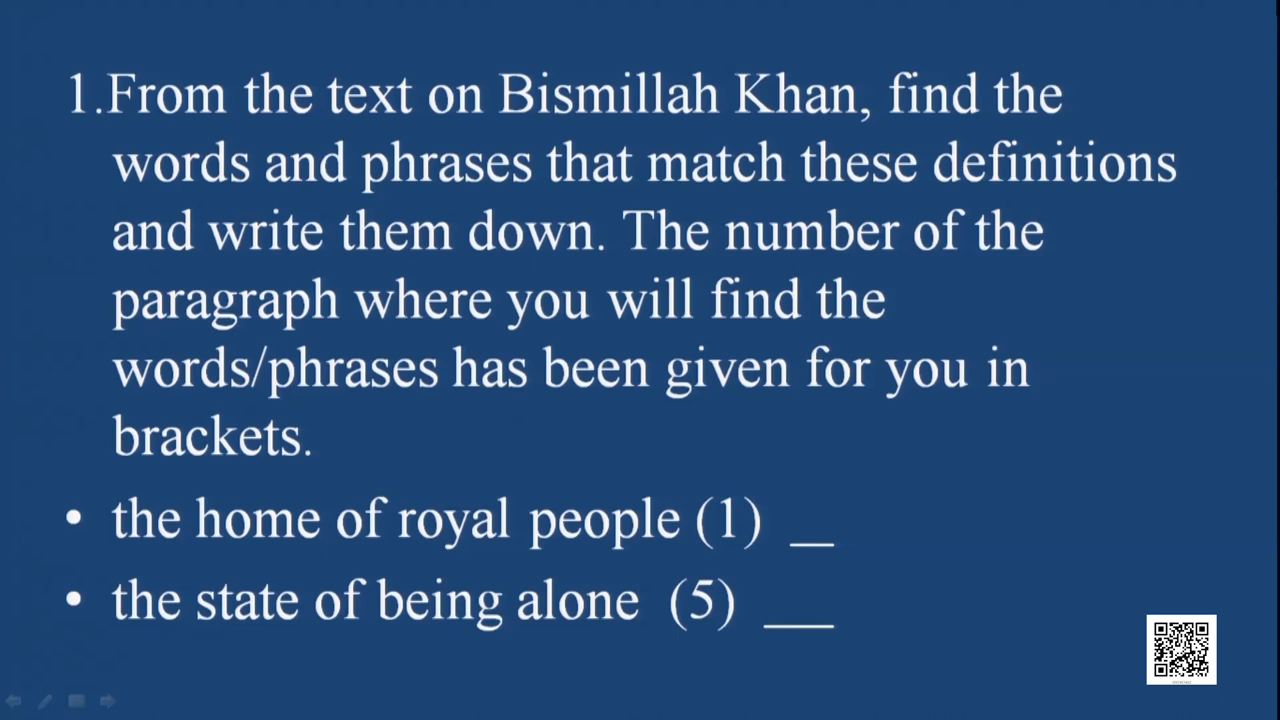 1.From the text on Bismillah Khan, find the
words and phrases that match these definitions
and write them down. The number of the
paragraph where you will find the
words/phrases has been given for you in
brackets.
• the home of royal people (1) __
• the state of being alone (5) ___